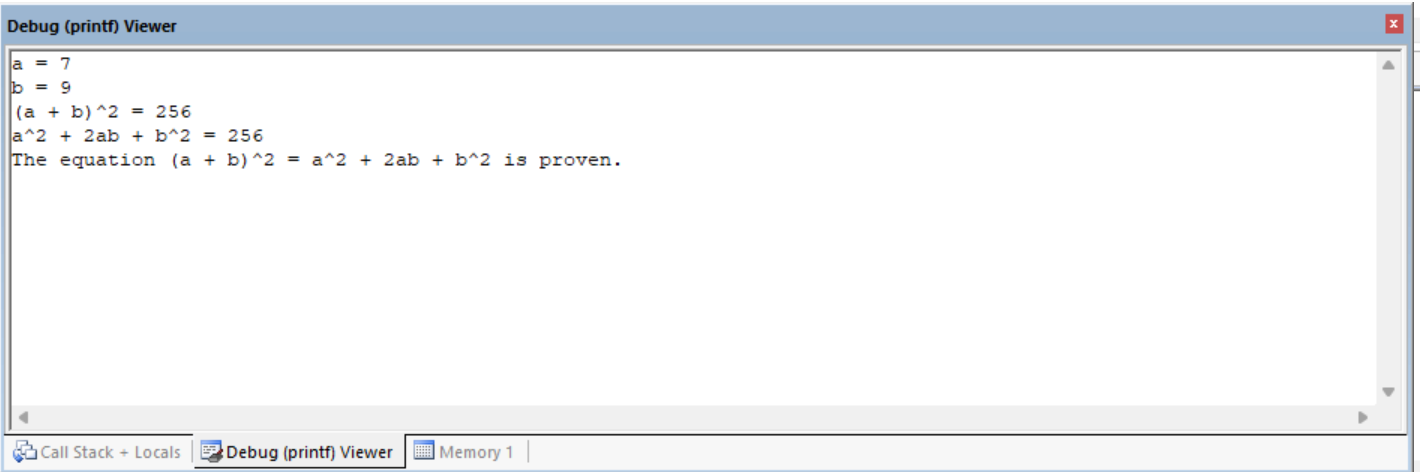 Debug (printf) Viewer
a = 7
b = 9
(a + b)^2 = 256
a^2 + 2ab + b^2 = 256
The equation (a + b)^2 = a^2 + 2ab + b^2 is proven.
Call Stack + Locals Debug (printf) Viewer Memory 1